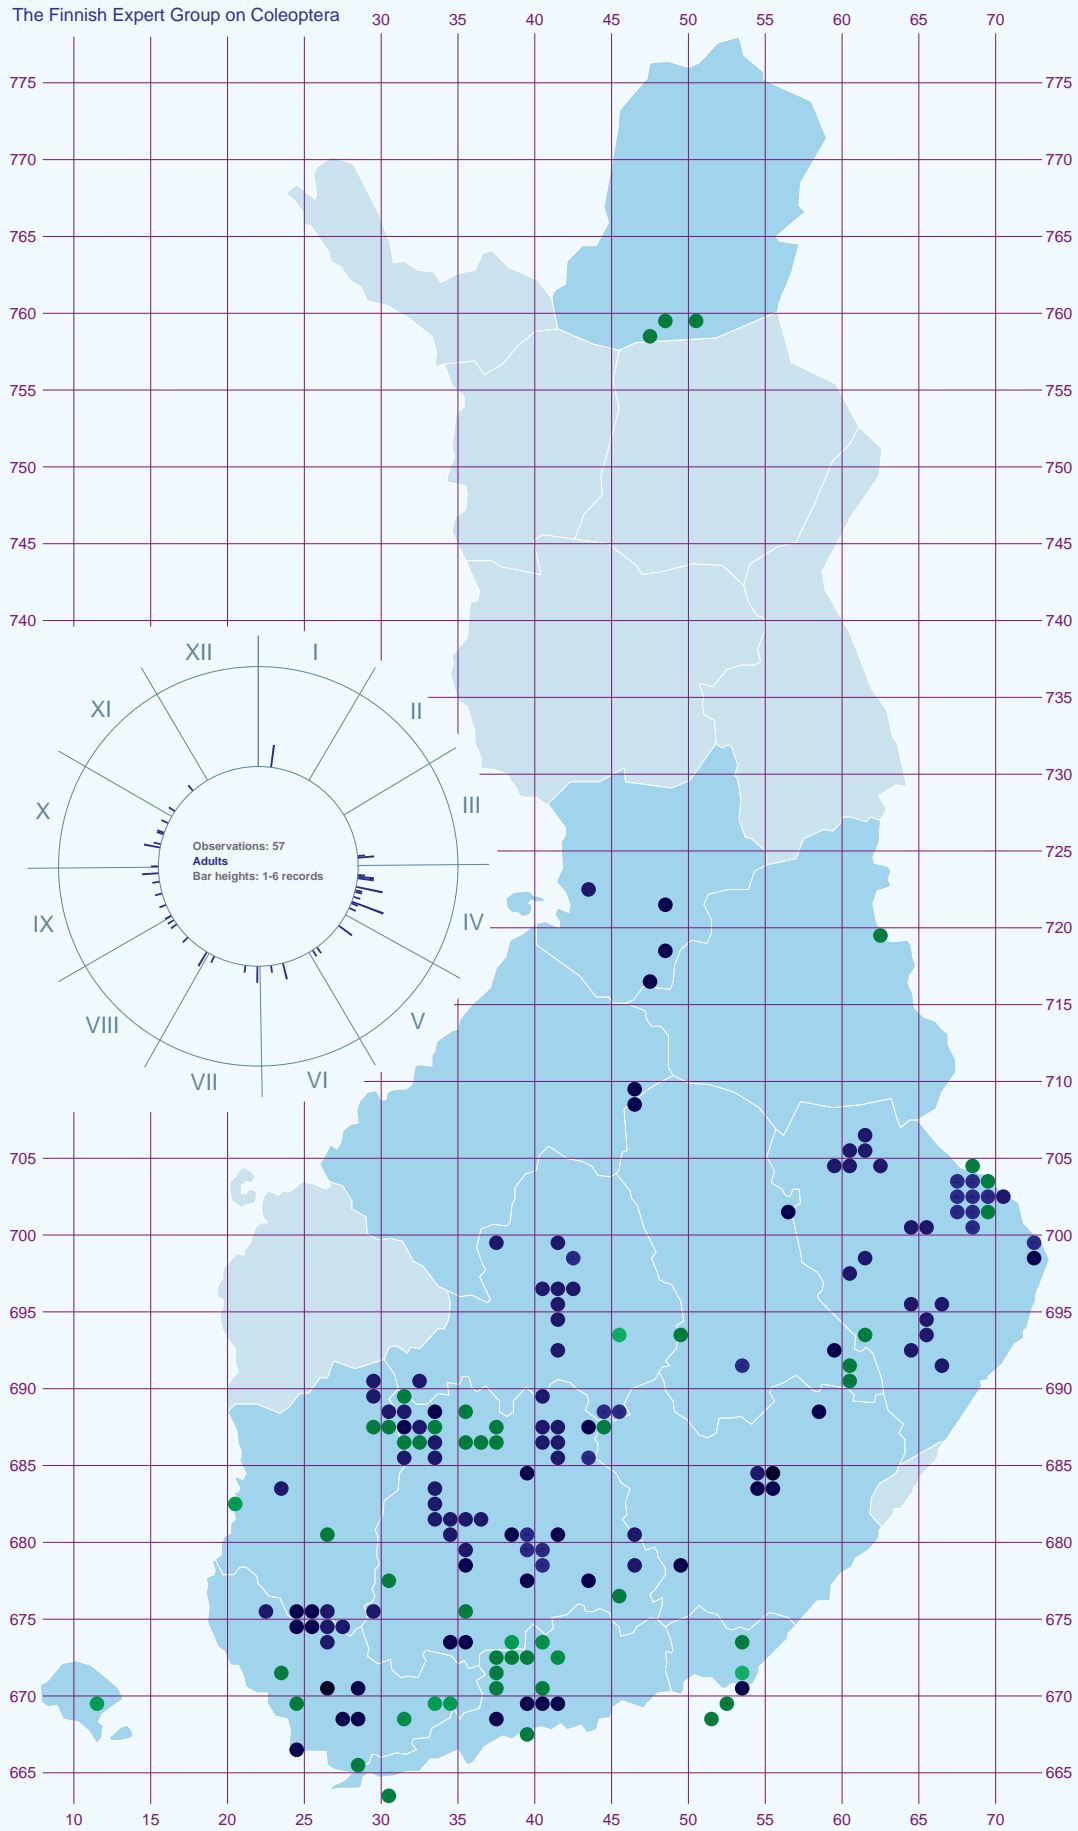 The Finnish Expert Group on Coleoptera
30 40 45 50 55 60 65 70
775 775
770 770
765 765
760 760
755 755
750 750
745 745
740 740
XII I
735
XI II
730
X III
725
Observations: 57
Adults
Bar heights: 1-6 records
IX IV
720
VIII V
715
VII VI
710
705 705
700 700
695 695
690 690
685 685
680 680
675 675
670 670
665 665
10 15 20 25 30 35 40 45 50 55 60 65 70